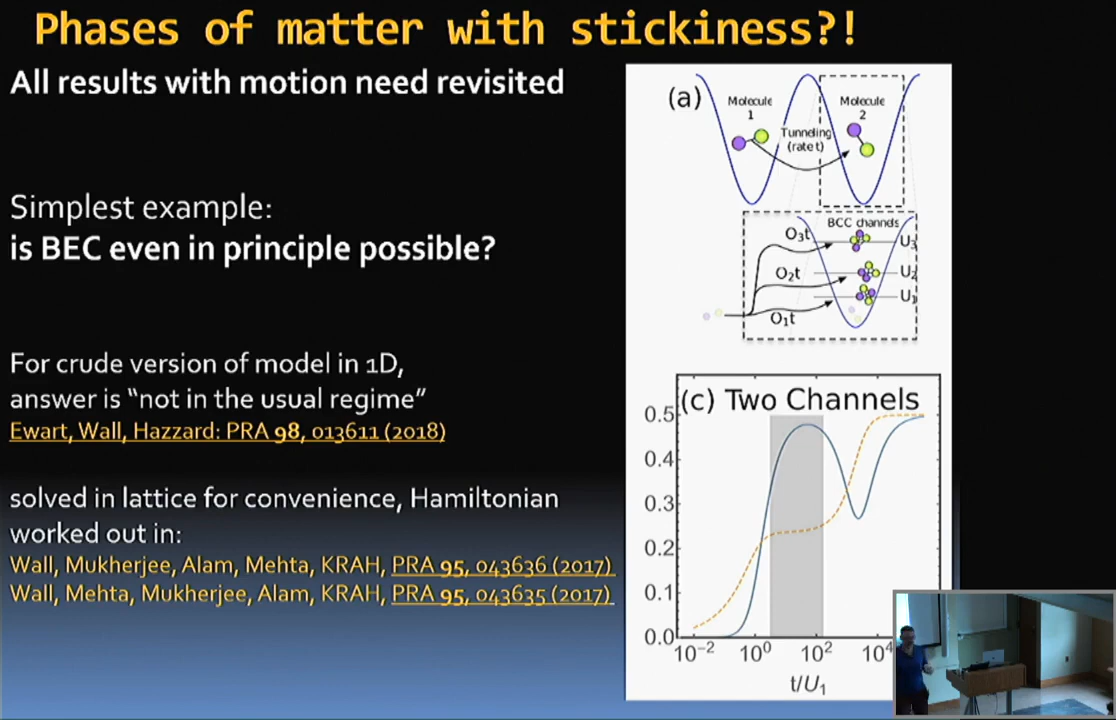 Phases of matter with stickiness?!
All results with motion need revisited
Simplest example:
is BEC even in principle possible?
For crude version of model in 1D,
answer is “not in the usual regime”
Ewart, Wall, Hazzard: PRA 98, 013611 (2018)
solved in lattice for convenience, Hamiltonian
worked out in:
Wall, Mukherjee, Alam, Mehta, KRAH, PRA 95, 043636 (2017)
Wall, Mehta, Mukherjee, Alam, KRAH, PRA 95, 043635 (2017)
(a)
Molecule
1
Molecule
2
Tunneling
(rate t)
BCC channels
O₃t
U₃
O₂t
U₂
O₁t
U₁
(c) Two Channels
0.5
0.4
0.3
0.2
0.1
0.0
10⁻² 10⁰ 10² 10⁴
t/U₁